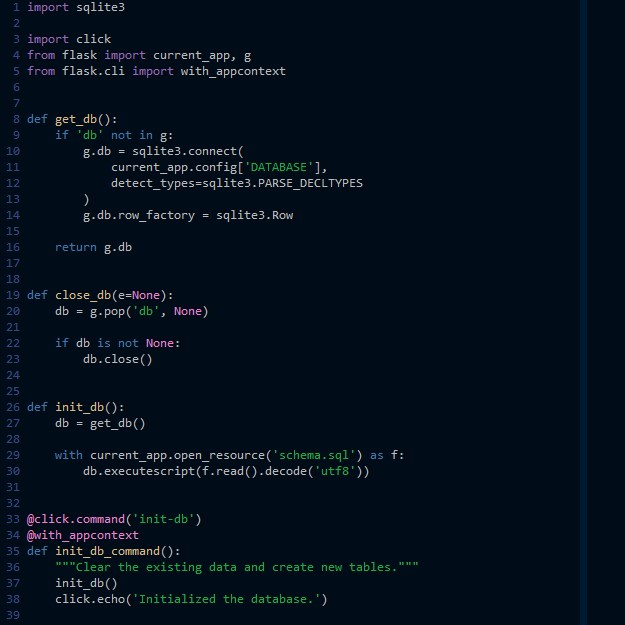 1 import sqlite3
2
3 import click
4 from flask import current_app, g
5 from flask.cli import with_appcontext
6
7
8 def get_db():
9     if 'db' not in g:
10         g.db = sqlite3.connect(
11             current_app.config['DATABASE'],
12             detect_types=sqlite3.PARSE_DECLTYPES
13         )
14         g.db.row_factory = sqlite3.Row
15
16     return g.db
17
18
19 def close_db(e=None):
20     db = g.pop('db', None)
21
22     if db is not None:
23         db.close()
24
25
26 def init_db():
27     db = get_db()
28
29     with current_app.open_resource('schema.sql') as f:
30         db.executescript(f.read().decode('utf8'))
31
32
33 @click.command('init-db')
34 @with_appcontext
35 def init_db_command():
36     """Clear the existing data and create new tables."""
37     init_db()
38     click.echo('Initialized the database.')
39